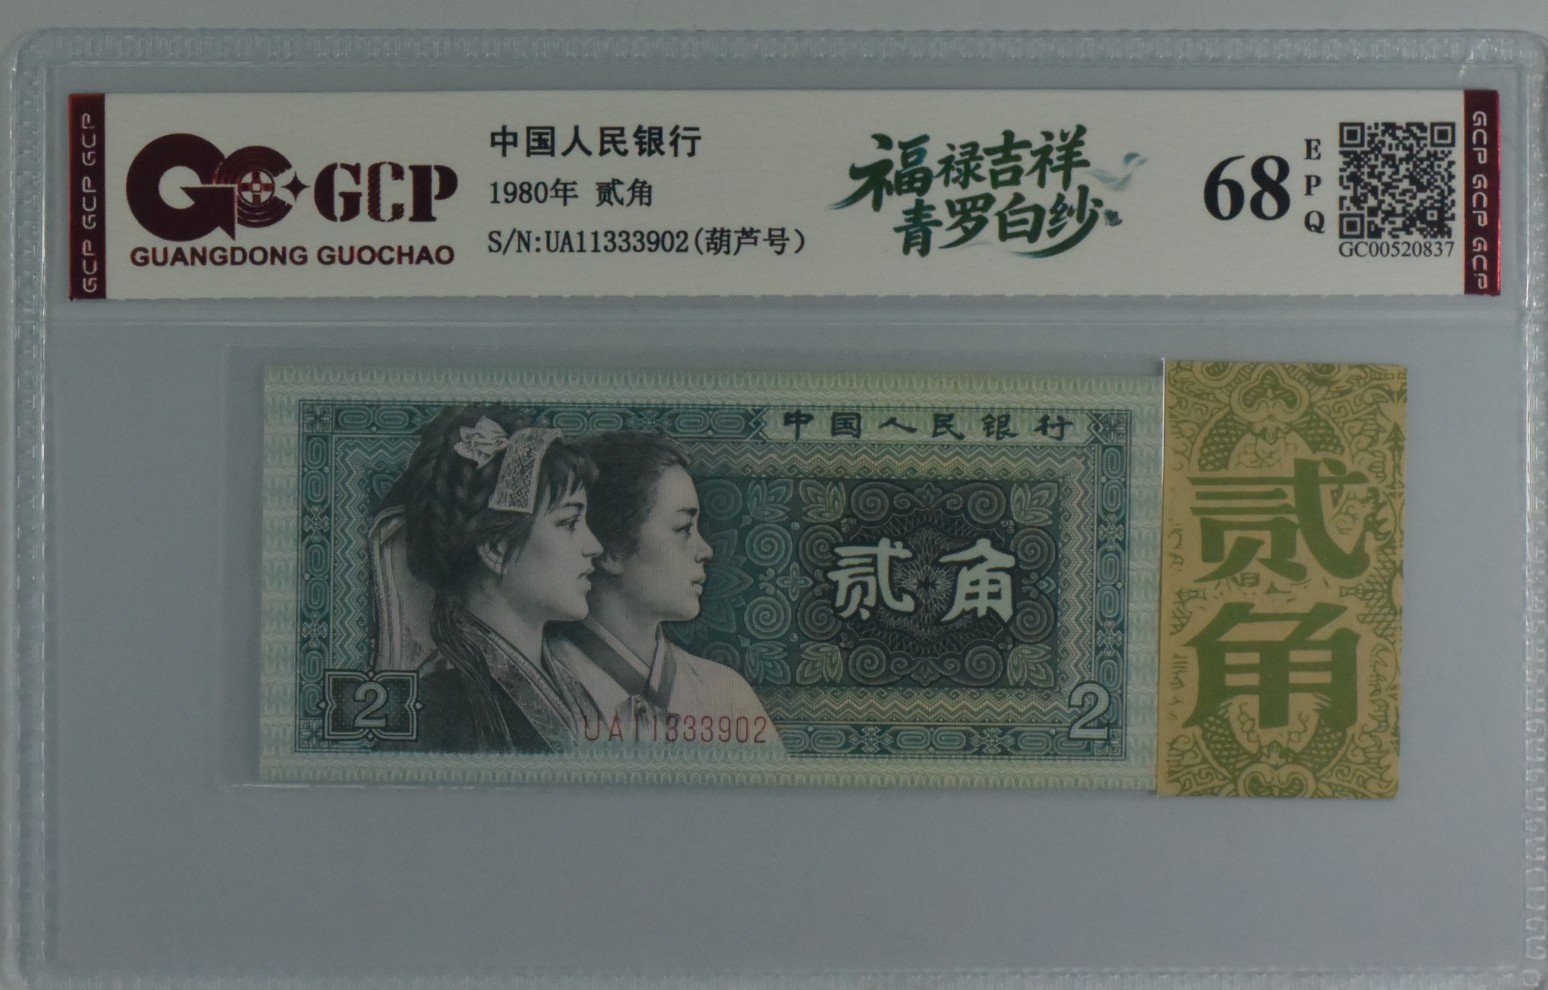 GCP GCP GCP
GCP
GUANGDONG GUOCHAO
中国人民银行
1980年 贰角
S/N:UA11333902(葫芦号)
福禄吉祥
青罗白纱
68
EPQ
GC00520837
GCP GCP GCP
中国人民银行
贰角
2
UA11333902
2
贰角